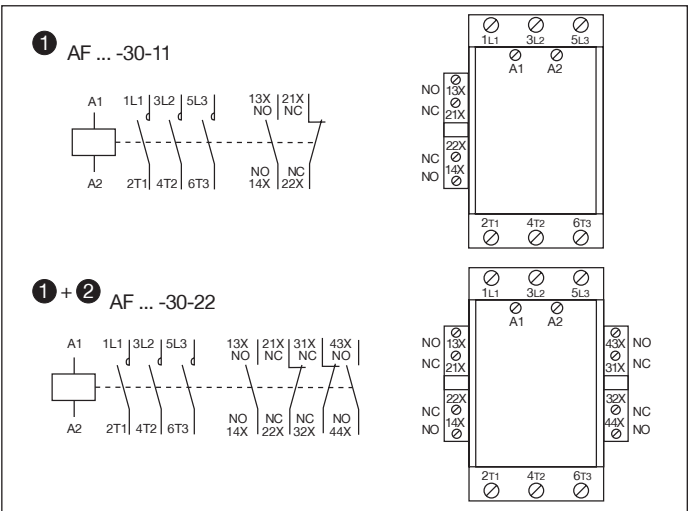 1 AF ... -30-11
A1 1L1 3L2 5L3 13X 21X
NO NC
NO NC
A2 2T1 4T2 6T3 14X 22X
1L1 3L2 5L3
A1 A2
NO 13X
NC 21X
22X
NC
14X
NO
2T1 4T2 6T3
1 + 2 AF ... -30-22
A1 1L1 3L2 5L3 13X 21X 31X 43X
NO NC NC NO
NO NC NC NO
A2 2T1 4T2 6T3 14X 22X 32X 44X
1L1 3L2 5L3
A1 A2
NO 13X 43X NO
NC 21X 31X NC
22X 32X
NC NC
14X 44X
NO NO
2T1 4T2 6T3